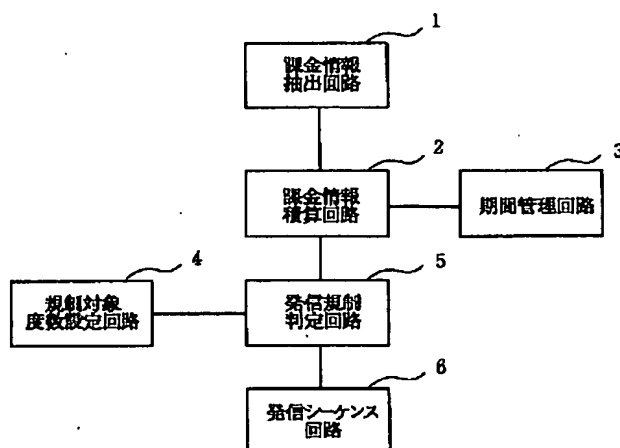 1
課金情報
抽出回路
2
課金情報
積算回路
3
期間管理回路
4
規制対象
度数設定回路
5
発信規制
判定回路
6
発信シーケンス
回路